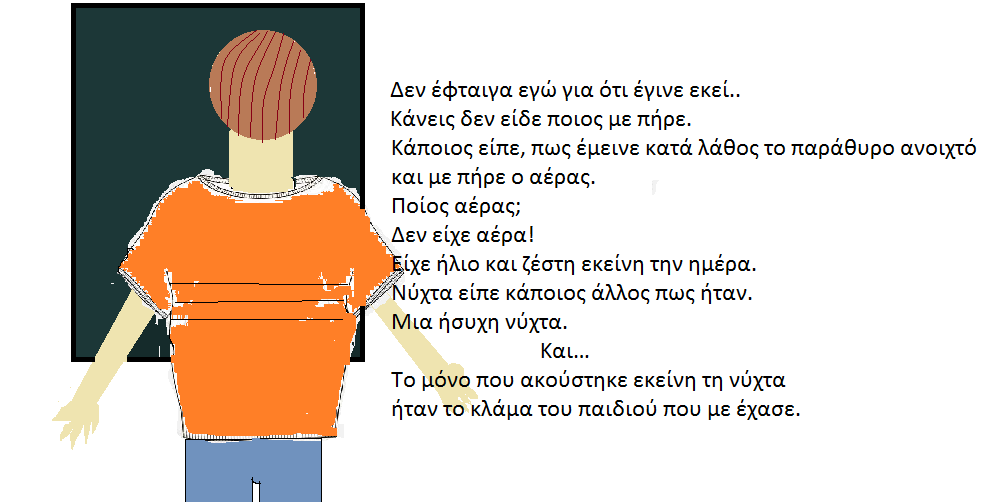 Δεν έφταιγα εγώ για ότι έγινε εκεί..
Κάνεις δεν είδε ποιος με πήρε.
Κάποιος είπε, πως έμεινε κατά λάθος το παράθυρο ανοιχτό
και με πήρε ο αέρας.
Ποίος αέρας;
Δεν είχε αέρα!
Είχε ήλιο και ζέστη εκείνη την ημέρα.
Νύχτα είπε κάποιος άλλος πως ήταν.
Μια ήσυχη νύχτα.
Και...
Το μόνο που ακούστηκε εκείνη τη νύχτα
ήταν το κλάμα του παιδιού που με έχασε.